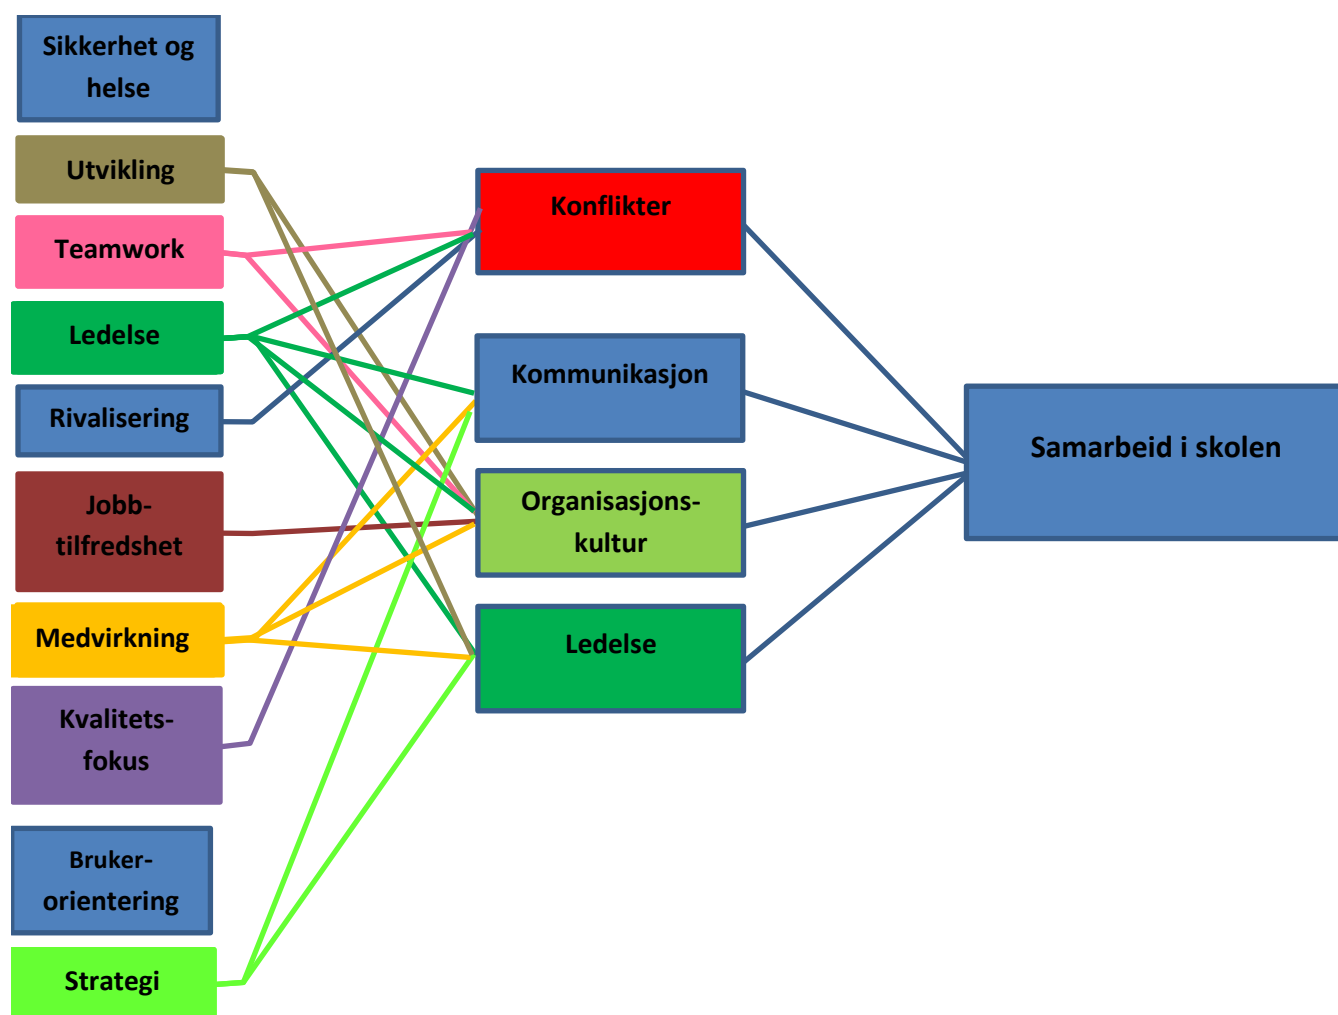 Sikkerhet og
helse
Utvikling
Teamwork
Ledelse
Rivalisering
Jobb-
tilfredshet
Medvirkning
Kvalitets-
fokus
Bruker-
orientering
Strategi
Konflikter
Kommunikasjon
Organisasjons-
kultur
Ledelse
Samarbeid i skolen